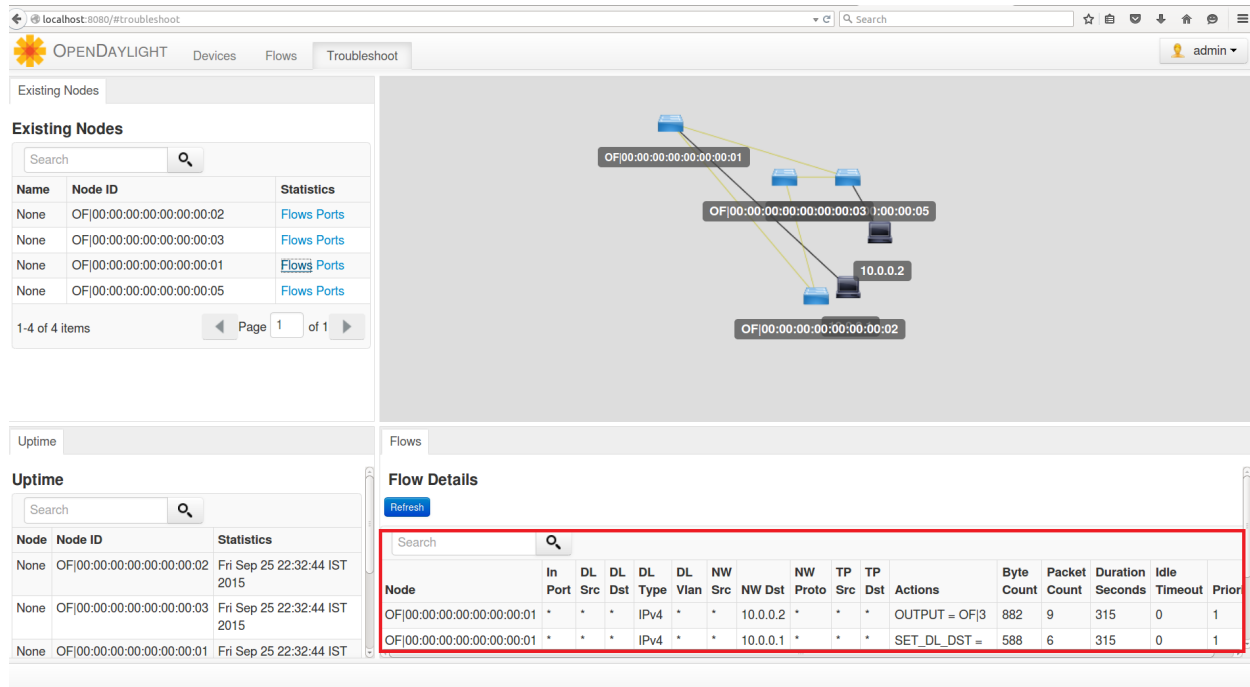 localhost:8080/#troubleshoot
Search
OPENDAYLIGHT Devices Flows Troubleshoot admin
Existing Nodes
Existing Nodes
Search
Name Node ID Statistics
None OF|00:00:00:00:00:00:00:02 Flows Ports
None OF|00:00:00:00:00:00:00:03 Flows Ports
None OF|00:00:00:00:00:00:00:01 Flows Ports
None OF|00:00:00:00:00:00:00:05 Flows Ports
1-4 of 4 items Page 1 of 1
OF|00:00:00:00:00:00:00:01
OF|00:00:00:00:00:00:00:03 0:00:00:05
10.0.0.2
OF|00:00:00:00:00:00:00:02
Uptime
Uptime
Search
Node Node ID Statistics
None OF|00:00:00:00:00:00:00:02 Fri Sep 25 22:32:44 IST
2015
None OF|00:00:00:00:00:00:00:03 Fri Sep 25 22:32:44 IST
2015
None OF|00:00:00:00:00:00:00:01 Fri Sep 25 22:32:44 IST
Flows
Flow Details
Refresh
Search
Node In Port DL Src DL Dst DL Type DL Vlan NW Src NW Dst NW Proto TP Src TP Dst Actions Byte Count Packet Count Duration Seconds Idle Timeout Priori
OF|00:00:00:00:00:00:00:01 * * * IPv4 * * 10.0.0.2 * * * OUTPUT = OF|3 882 9 315 0 1
OF|00:00:00:00:00:00:00:01 * * * IPv4 * * 10.0.0.1 * * * SET_DL_DST = 588 6 315 0 1